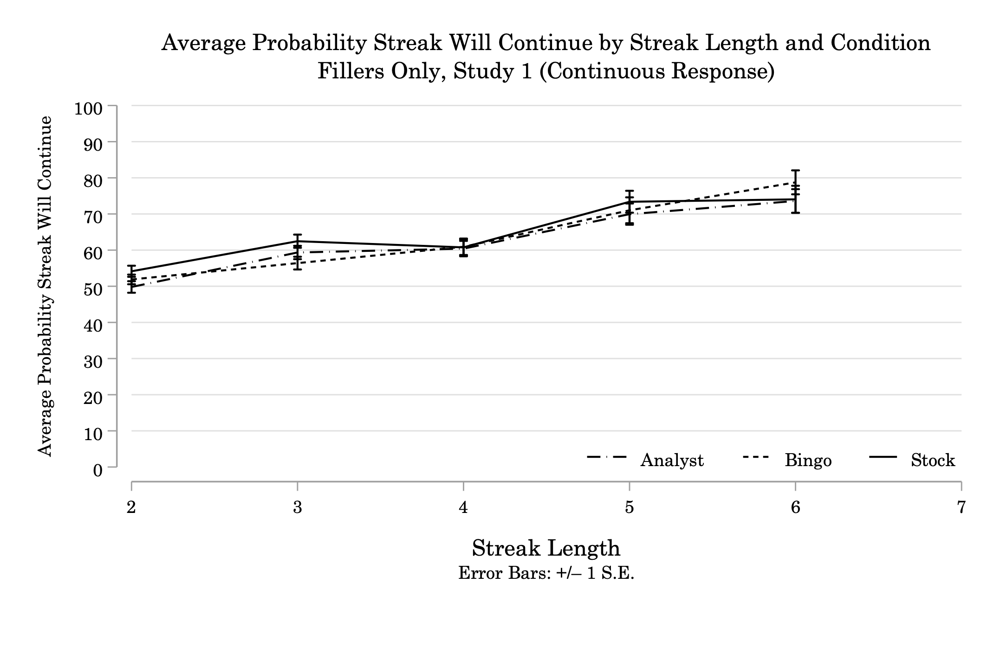 Average Probability Streak Will Continue by Streak Length and Condition
Fillers Only, Study 1 (Continuous Response)
Average Probability Streak Will Continue
100
90
80
70
60
50
40
30
20
10
0
Analyst Bingo Stock
2 3 4 5 6 7
Streak Length
Error Bars: +/– 1 S.E.